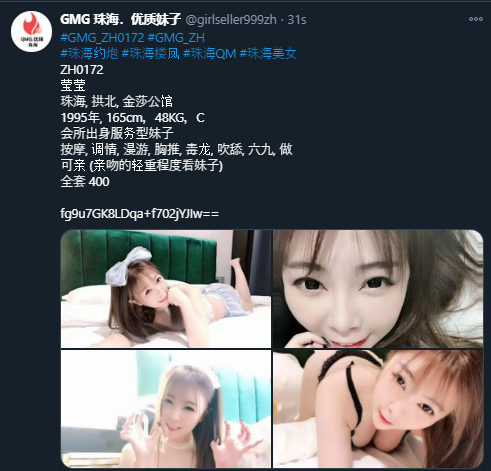 GMG 珠海．优质妹子 @girlseller999zh · 31s
#GMG_ZH0172 #GMG_ZH
#珠海约炮 #珠海楼凤 #珠海QM #珠海美女
ZH0172
莹莹
珠海, 拱北, 金莎公馆
1995年, 165cm，48KG，C
会所出身服务型妹子
按摩, 调情, 漫游, 胸推, 毒龙, 吹舔, 六九, 做
可亲 (亲吻的轻重程度看妹子)
全套 400
fg9u7GK8LDqa+f702jYJIw==